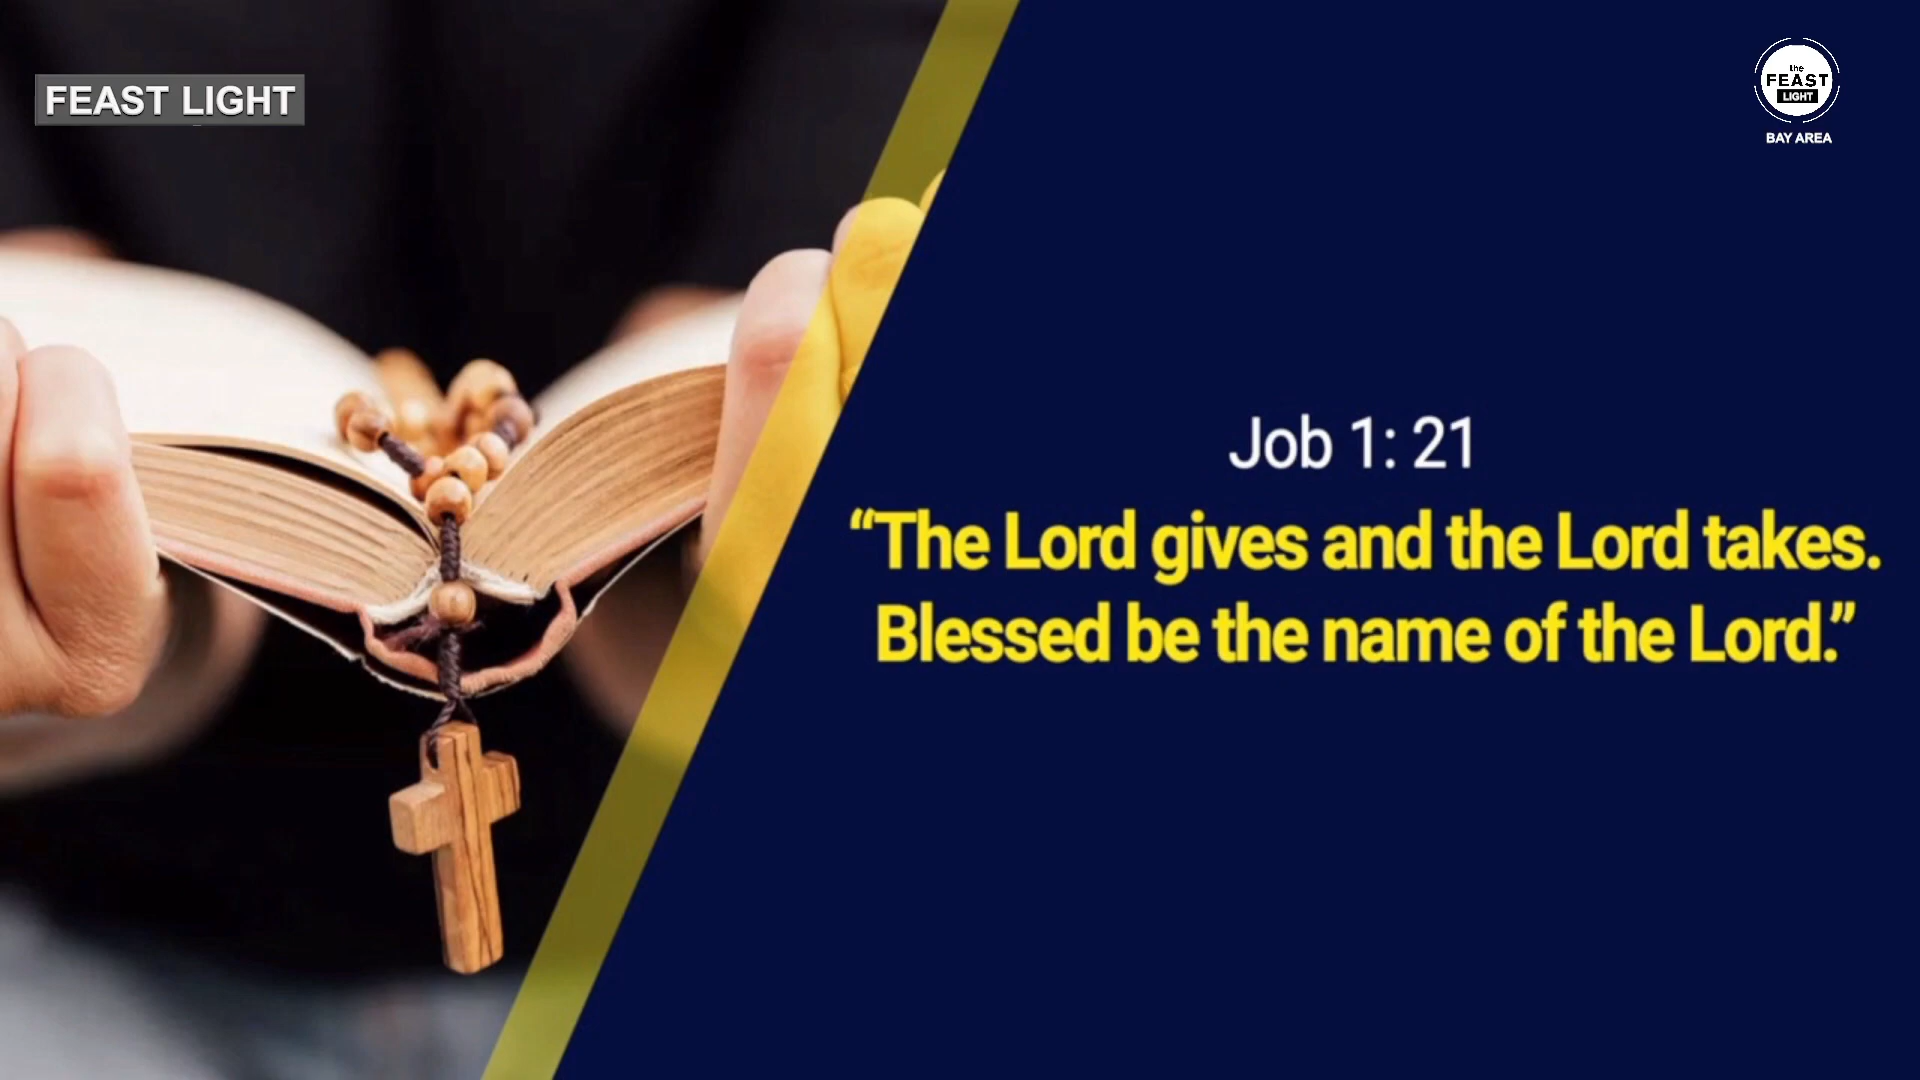 FEAST LIGHT
the
FEAST
LIGHT
BAY AREA
Job 1: 21
“The Lord gives and the Lord takes.
Blessed be the name of the Lord.”